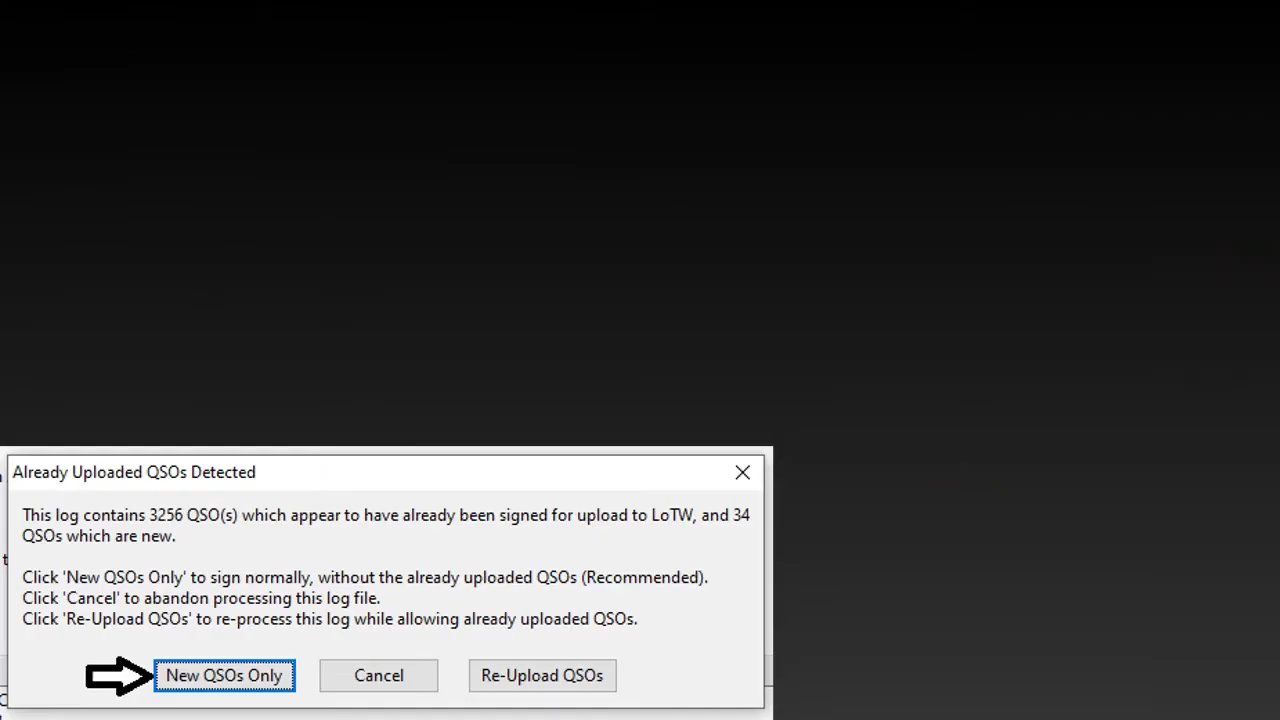 Already Uploaded QSOs Detected
This log contains 3256 QSO(s) which appear to have already been signed for upload to LoTW, and 34
QSOs which are new.
Click 'New QSOs Only' to sign normally, without the already uploaded QSOs (Recommended).
Click 'Cancel' to abandon processing this log file.
Click 'Re-Upload QSOs' to re-process this log while allowing already uploaded QSOs.
New QSOs Only Cancel Re-Upload QSOs